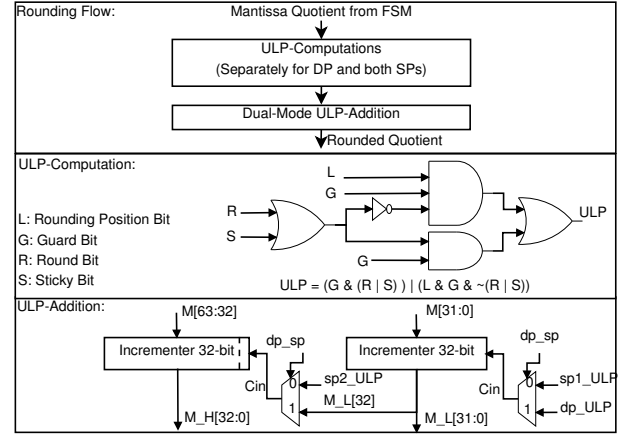 Rounding Flow:
Mantissa Quotient from FSM
ULP-Computations
(Separately for DP and both SPs)
Dual-Mode ULP-Addition
Rounded Quotient
ULP-Computation:
L: Rounding Position Bit
G: Guard Bit
R: Round Bit
S: Sticky Bit
L
G
R
S
G
ULP
ULP = (G & (R | S) ) | (L & G & ~(R | S))
ULP-Addition:
M[63:32]
M[31:0]
dp_sp
dp_sp
Incrementer 32-bit
Incrementer 32-bit
Cin
0
1
sp2_ULP
M_L[32]
Cin
0
1
sp1_ULP
dp_ULP
M_H[32:0]
M_L[31:0]